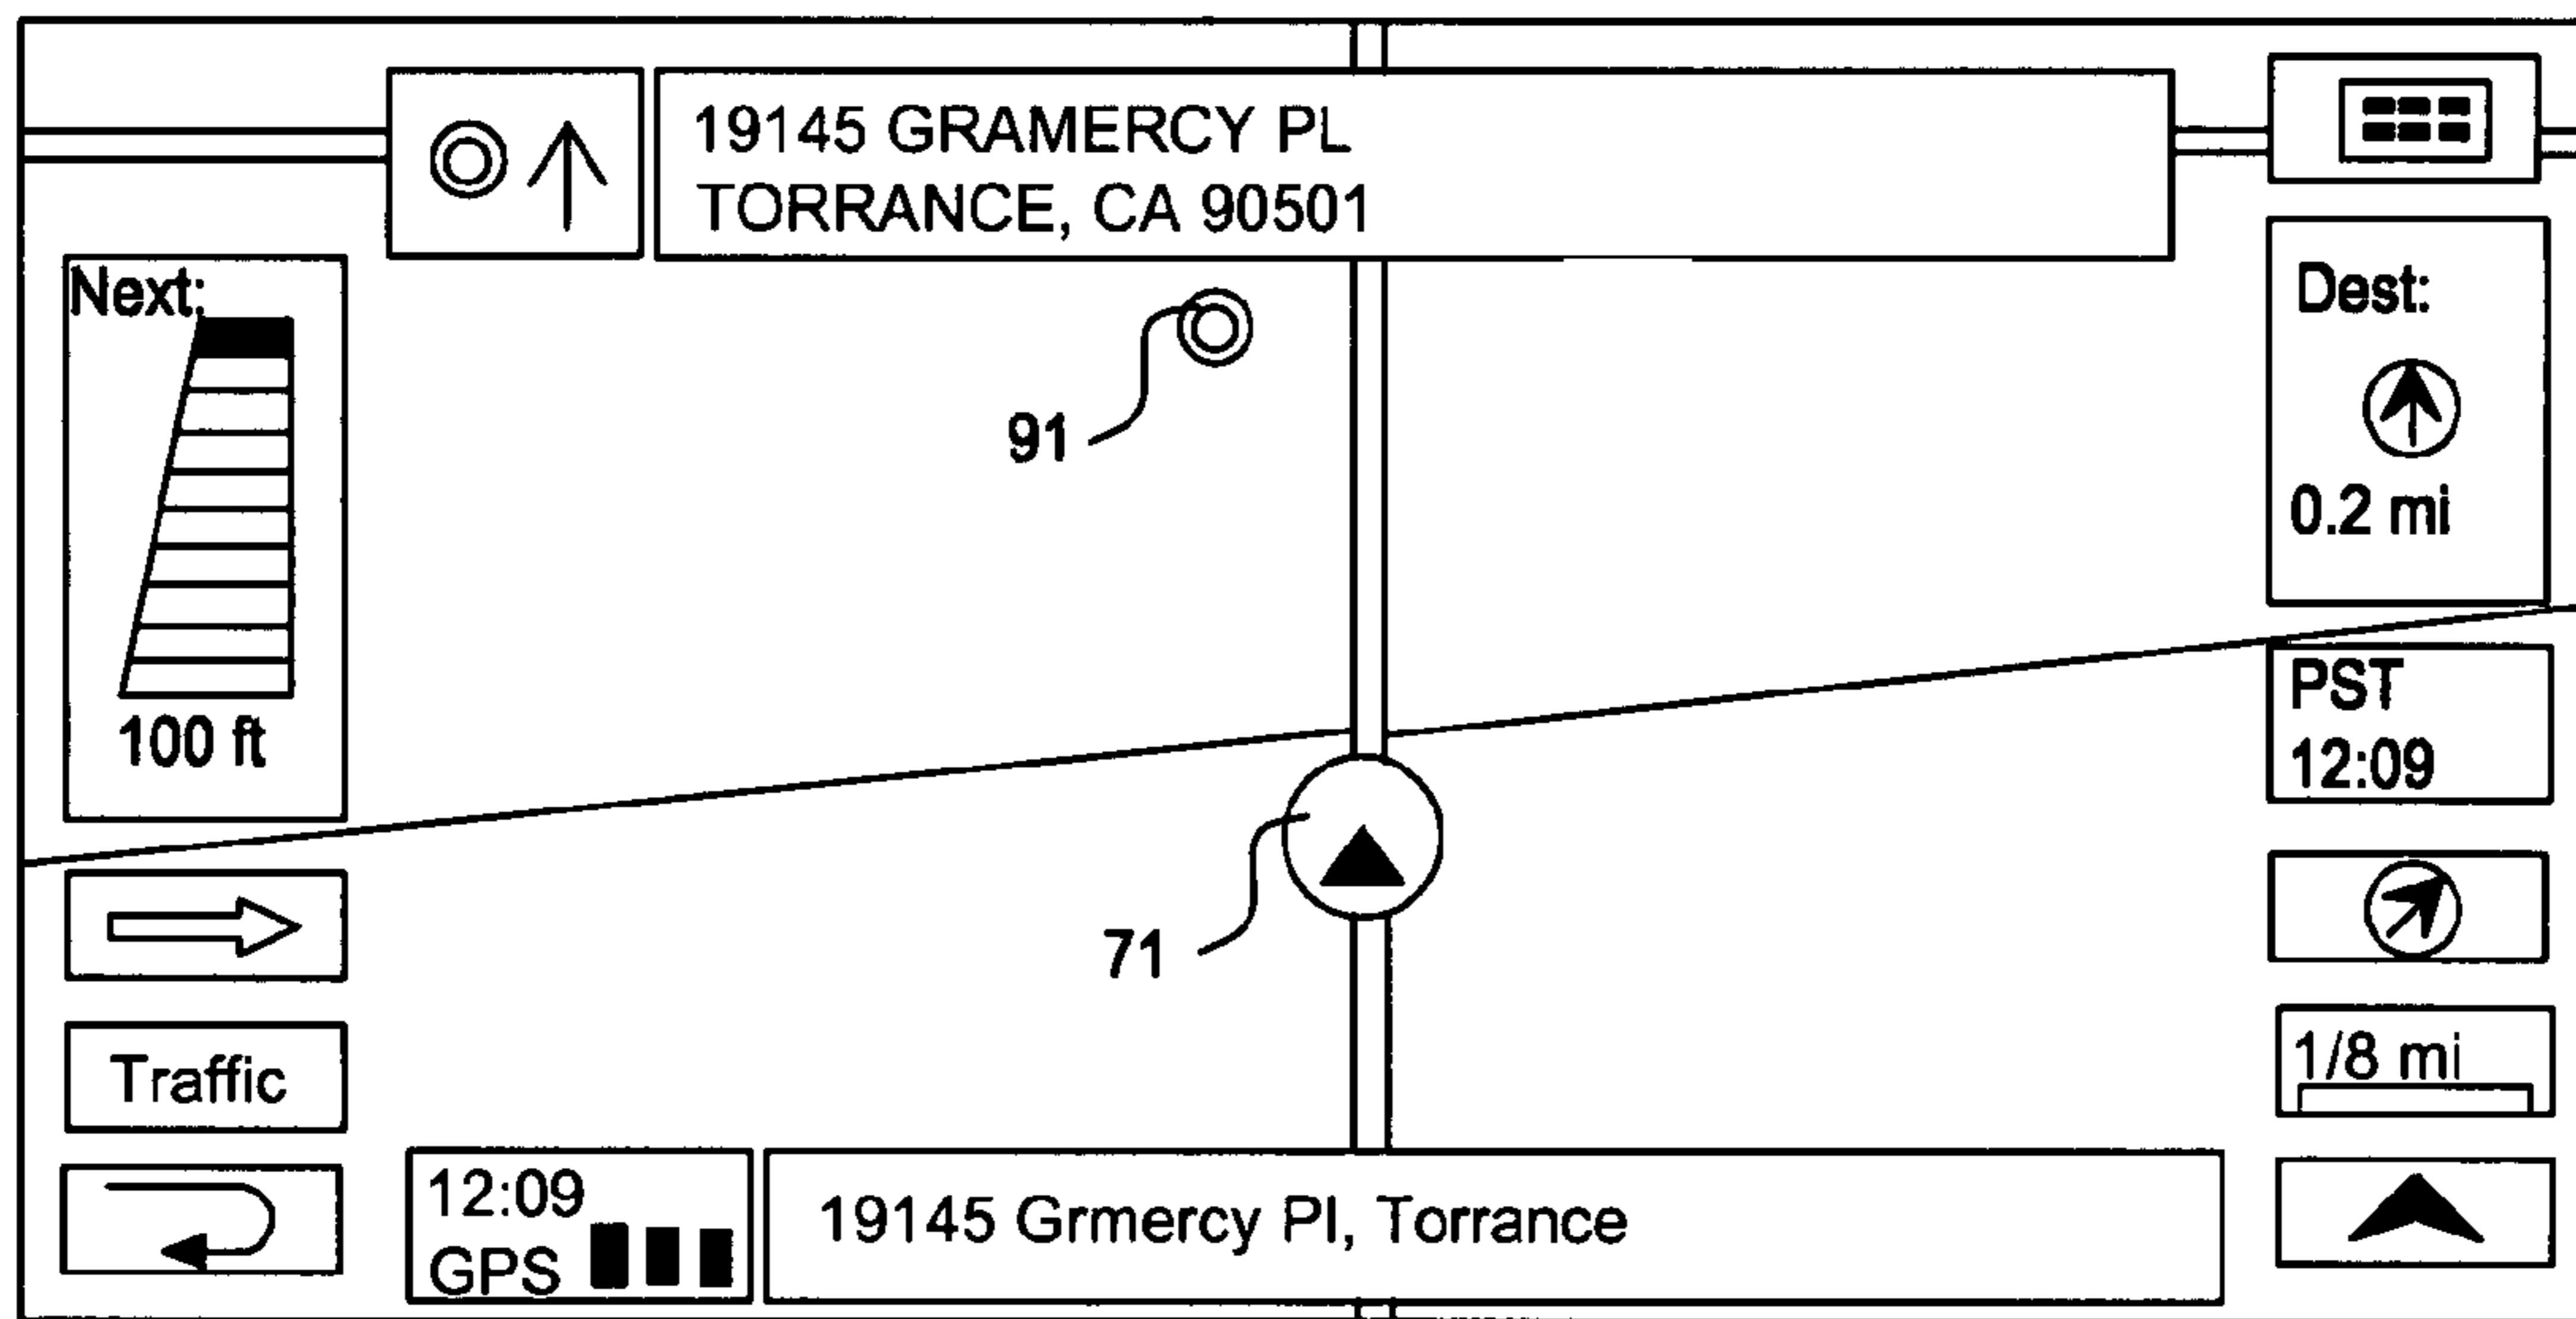 19145 GRAMERCY PL
TORRANCE, CA 90501
Next:
100 ft
91
Dest:
0.2 mi
PST
12:09
71
Traffic
1/8 mi
12:09
GPS
19145 Grmercy Pl, Torrance